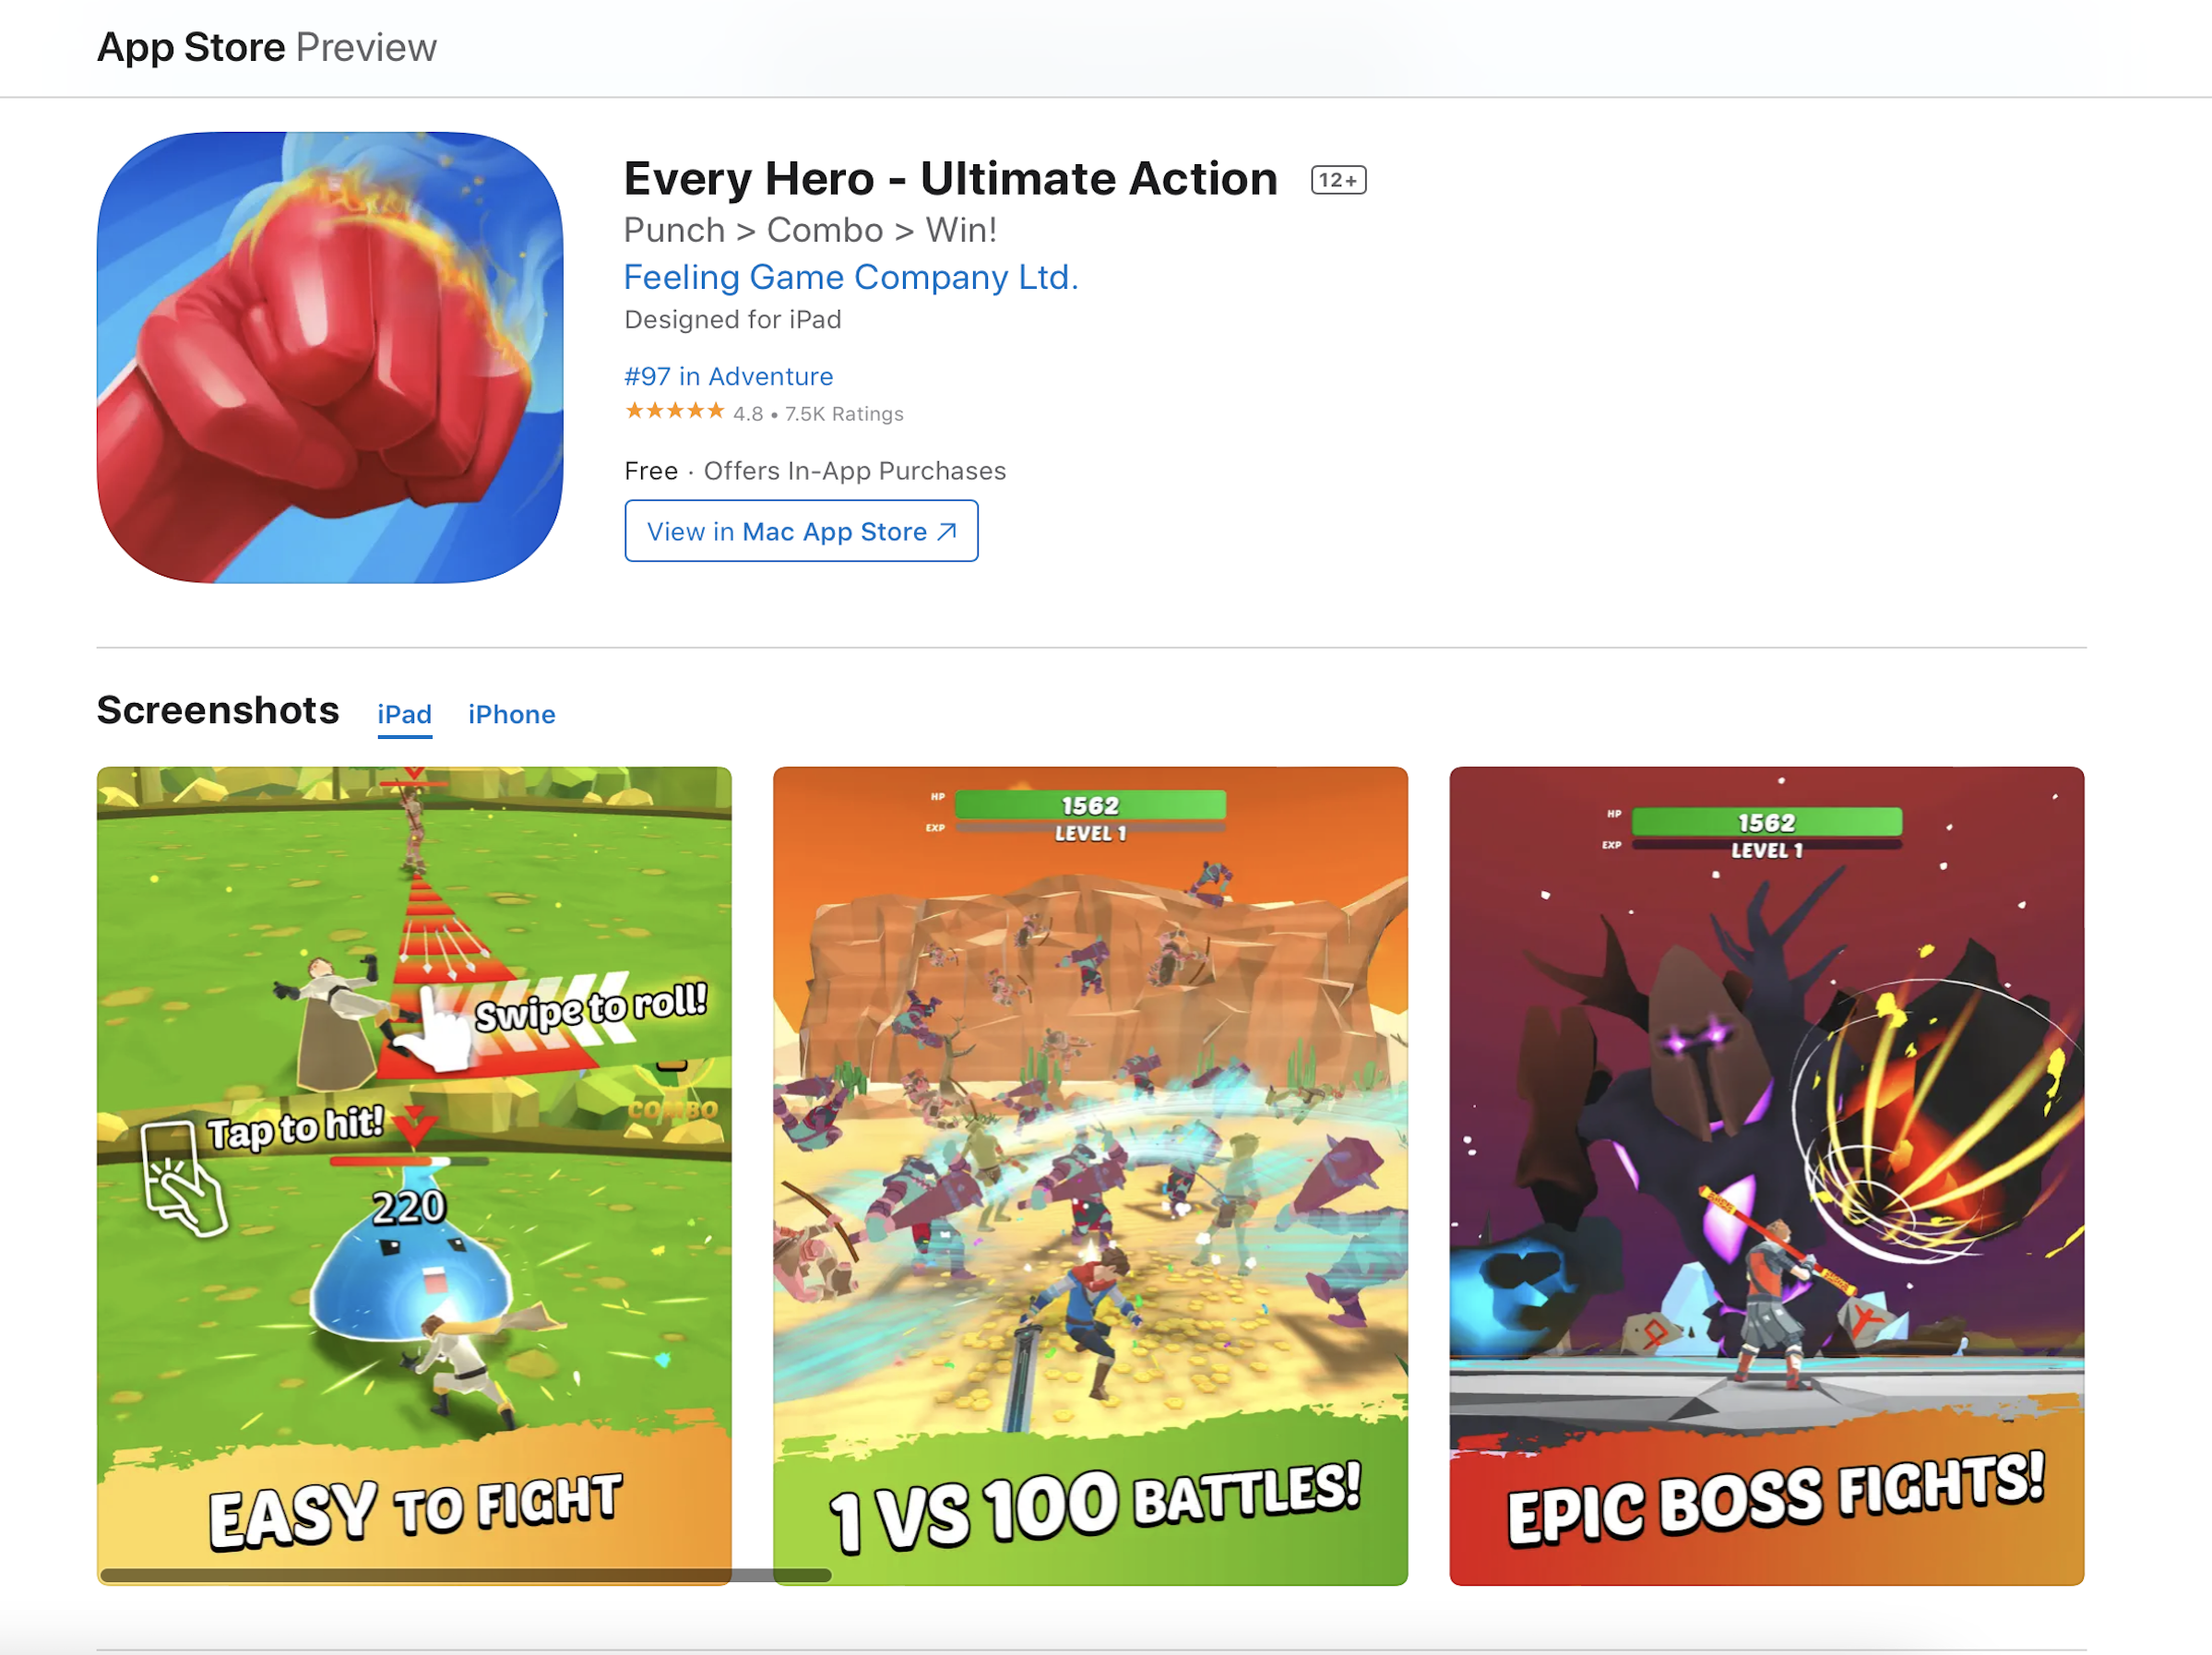 App Store Preview
Every Hero - Ultimate Action 12+
Punch > Combo > Win!
Feeling Game Company Ltd.
Designed for iPad
#97 in Adventure
★★★★★ 4.8 • 7.5K Ratings
Free · Offers In-App Purchases
View in Mac App Store ↗
Screenshots iPad iPhone
Swipe to roll!
COMBO
Tap to hit!
220
EASY TO FIGHT
HP 1562
EXP LEVEL 1
1 VS 100 BATTLES!
HP 1562
EXP LEVEL 1
EPIC BOSS FIGHTS!